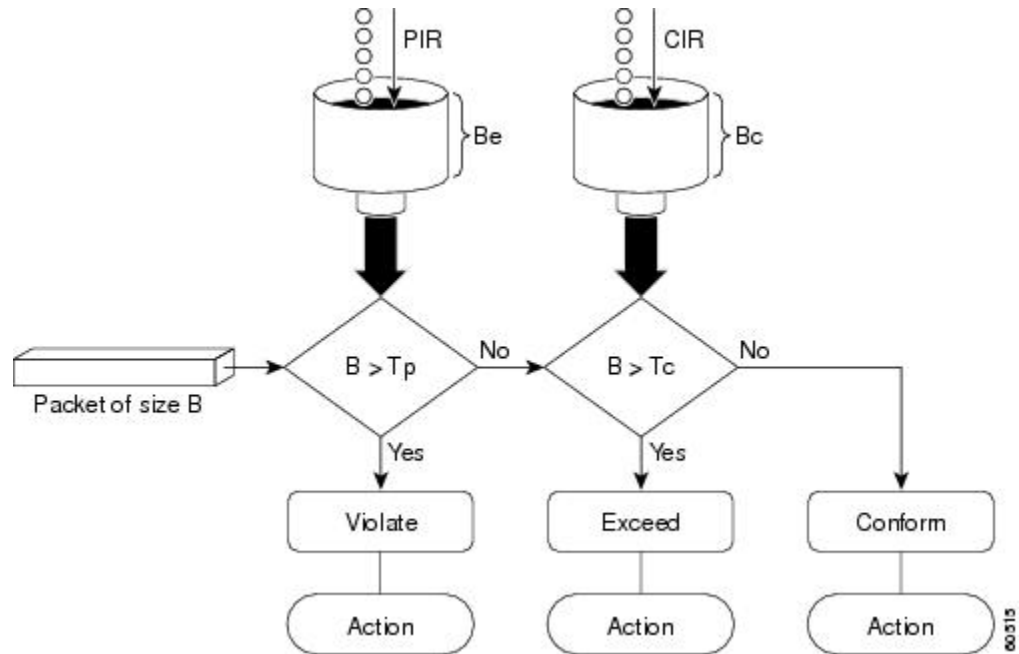 PIR
CIR
Be
Bc
B > Tp
No
B > Tc
No
Packet of size B
Yes
Yes
Violate
Exceed
Conform
Action
Action
Action
60515